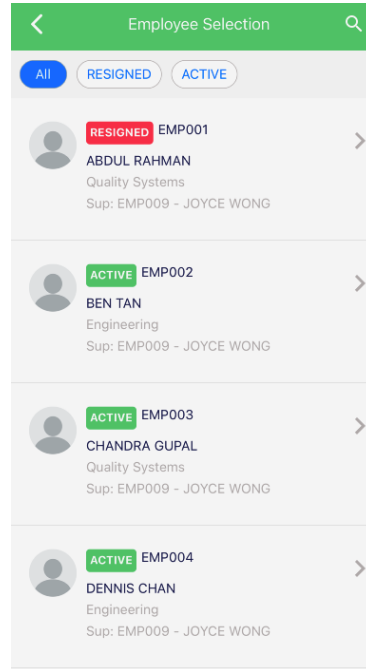 Employee Selection
All RESIGNED ACTIVE
RESIGNED EMP001
ABDUL RAHMAN
Quality Systems
Sup: EMP009 - JOYCE WONG
ACTIVE EMP002
BEN TAN
Engineering
Sup: EMP009 - JOYCE WONG
ACTIVE EMP003
CHANDRA GUPAL
Quality Systems
Sup: EMP009 - JOYCE WONG
ACTIVE EMP004
DENNIS CHAN
Engineering
Sup: EMP009 - JOYCE WONG